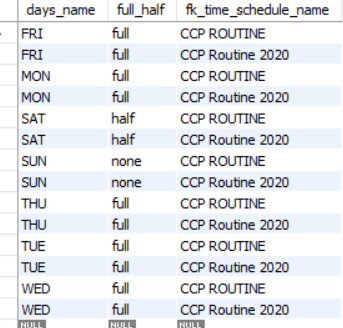 days_name full_half fk_time_schedule_name
FRI full CCP ROUTINE
FRI full CCP Routine 2020
MON full CCP ROUTINE
MON full CCP Routine 2020
SAT half CCP ROUTINE
SAT half CCP Routine 2020
SUN none CCP ROUTINE
SUN none CCP Routine 2020
THU full CCP ROUTINE
THU full CCP Routine 2020
TUE full CCP ROUTINE
TUE full CCP Routine 2020
WED full CCP ROUTINE
WED full CCP Routine 2020
NULL NULL NULL